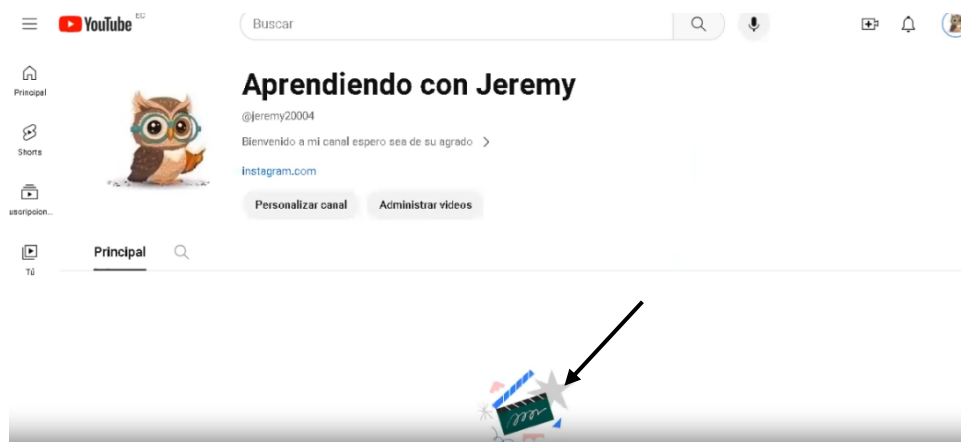 YouTube EC
Buscar
Principal
Shorts
uscripcion...
Tú
Aprendiendo con Jeremy
@jeremy20004
Bienvenido a mi canal espero sea de su agrado
instagram.com
Personalizar canal Administrar videos
Principal